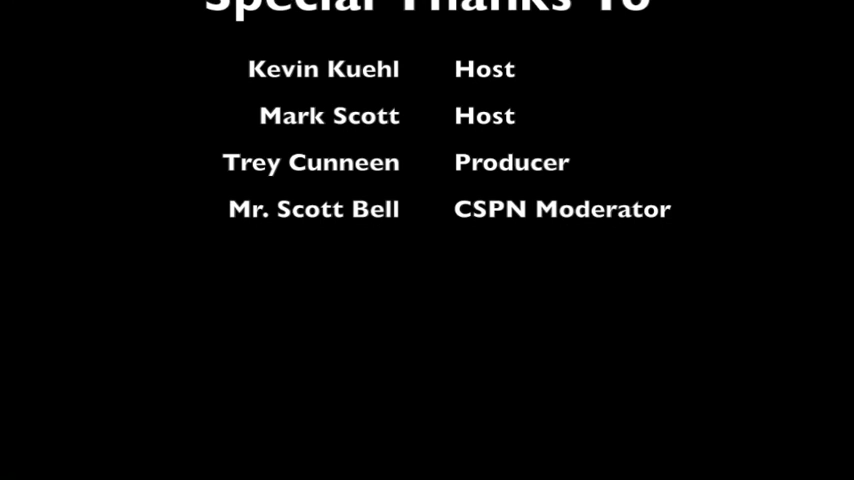 Special Thanks To
Kevin Kuehl Host
Mark Scott Host
Trey Cunneen Producer
Mr. Scott Bell CSPN Moderator